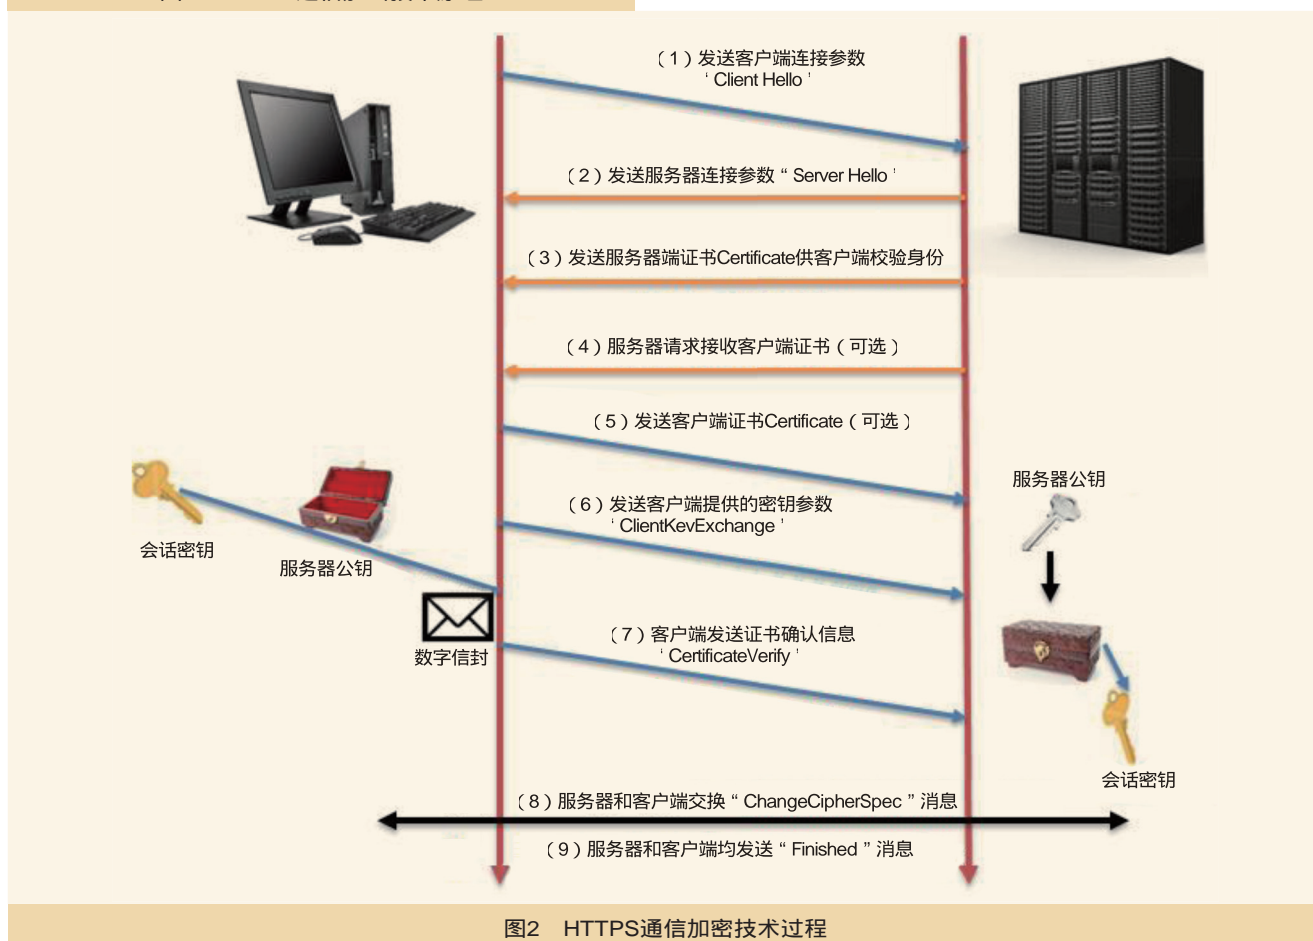 （1）发送客户端连接参数
‘Client Hello’
（2）发送服务器连接参数“Server Hello’
（3）发送服务器端证书Certificate供客户端校验身份
（4）服务器请求接收客户端证书（可选）
（5）发送客户端证书Certificate（可选）
（6）发送客户端提供的密钥参数
‘ClientKevExchange’
会话密钥
服务器公钥
服务器公钥
数字信封
（7）客户端发送证书确认信息
‘CertificateVerify’
会话密钥
（8）服务器和客户端交换“ChangeCipherSpec”消息
（9）服务器和客户端均发送“Finished”消息
图2 HTTPS通信加密技术过程